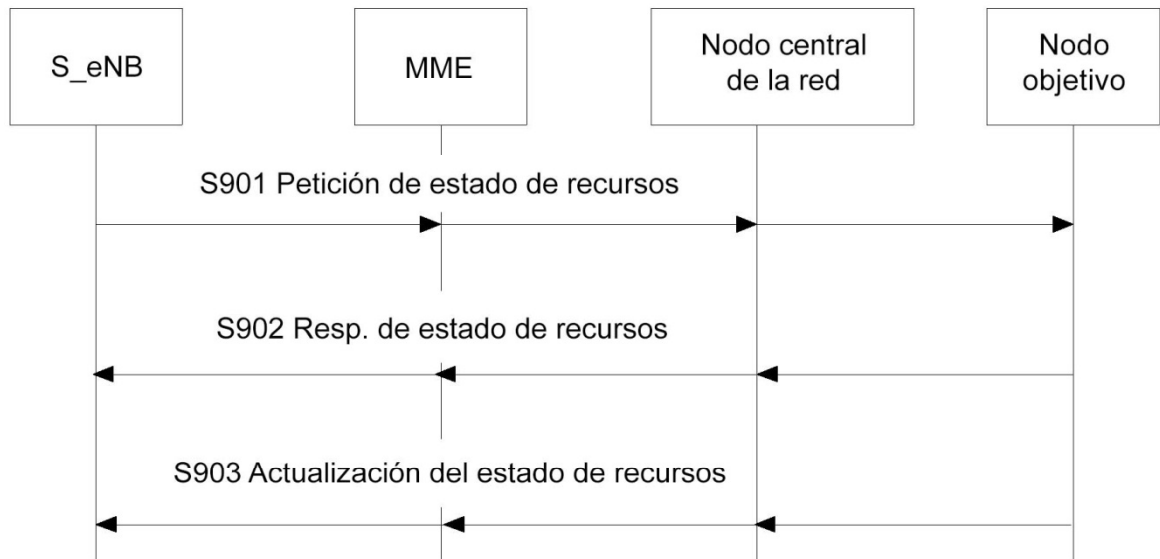 S_eNB
MME
Nodo central
de la red
Nodo
objetivo
S901 Petición de estado de recursos
S902 Resp. de estado de recursos
S903 Actualización del estado de recursos